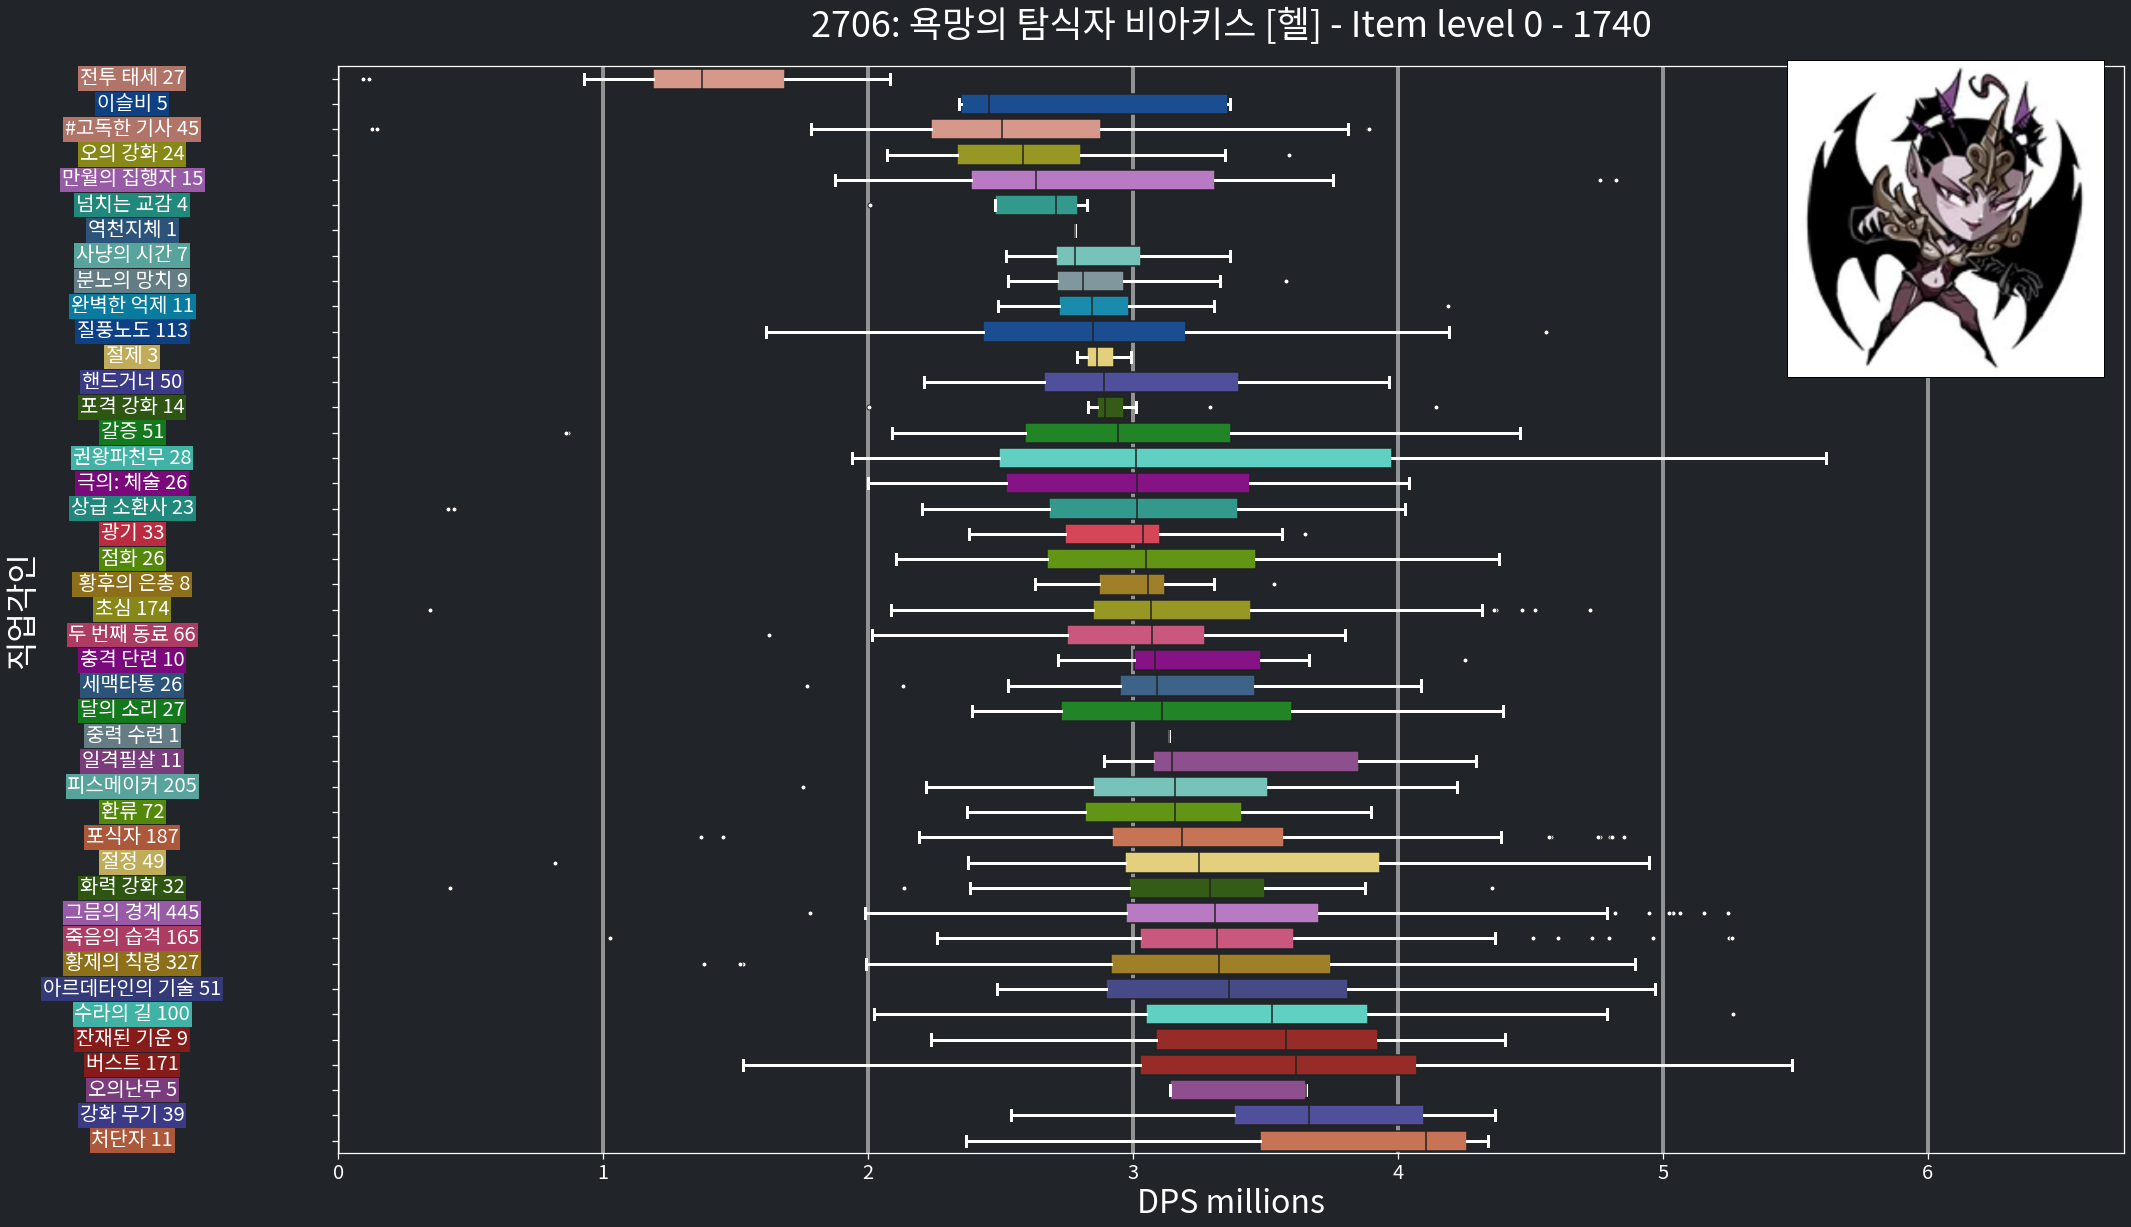 2706: 욕망의 탐식자 비아키스 [헬] - Item level 0 - 1740
전투 태세 27
이슬비 5
#고독한 기사 45
오의 강화 24
만월의 집행자 15
넘치는 교감 4
역천지체 1
사냥의 시간 7
분노의 망치 9
완벽한 억제 11
질풍노도 113
절제 3
핸드거너 50
포격 강화 14
갈증 51
권왕파천무 28
극의: 체술 26
상급 소환사 23
광기 33
점화 26
황후의 은총 8
초심 174
두 번째 동료 66
충격 단련 10
세맥타통 26
달의 소리 27
중력 수련 1
일격필살 11
피스메이커 205
환류 72
포식자 187
절정 49
화력 강화 32
그믐의 경계 445
죽음의 습격 165
황제의 칙령 327
아르데타인의 기술 51
수라의 길 100
잔재된 기운 9
버스트 171
오의난무 5
강화 무기 39
처단자 11
직업각인
0 1 2 3 4 5 6
DPS millions